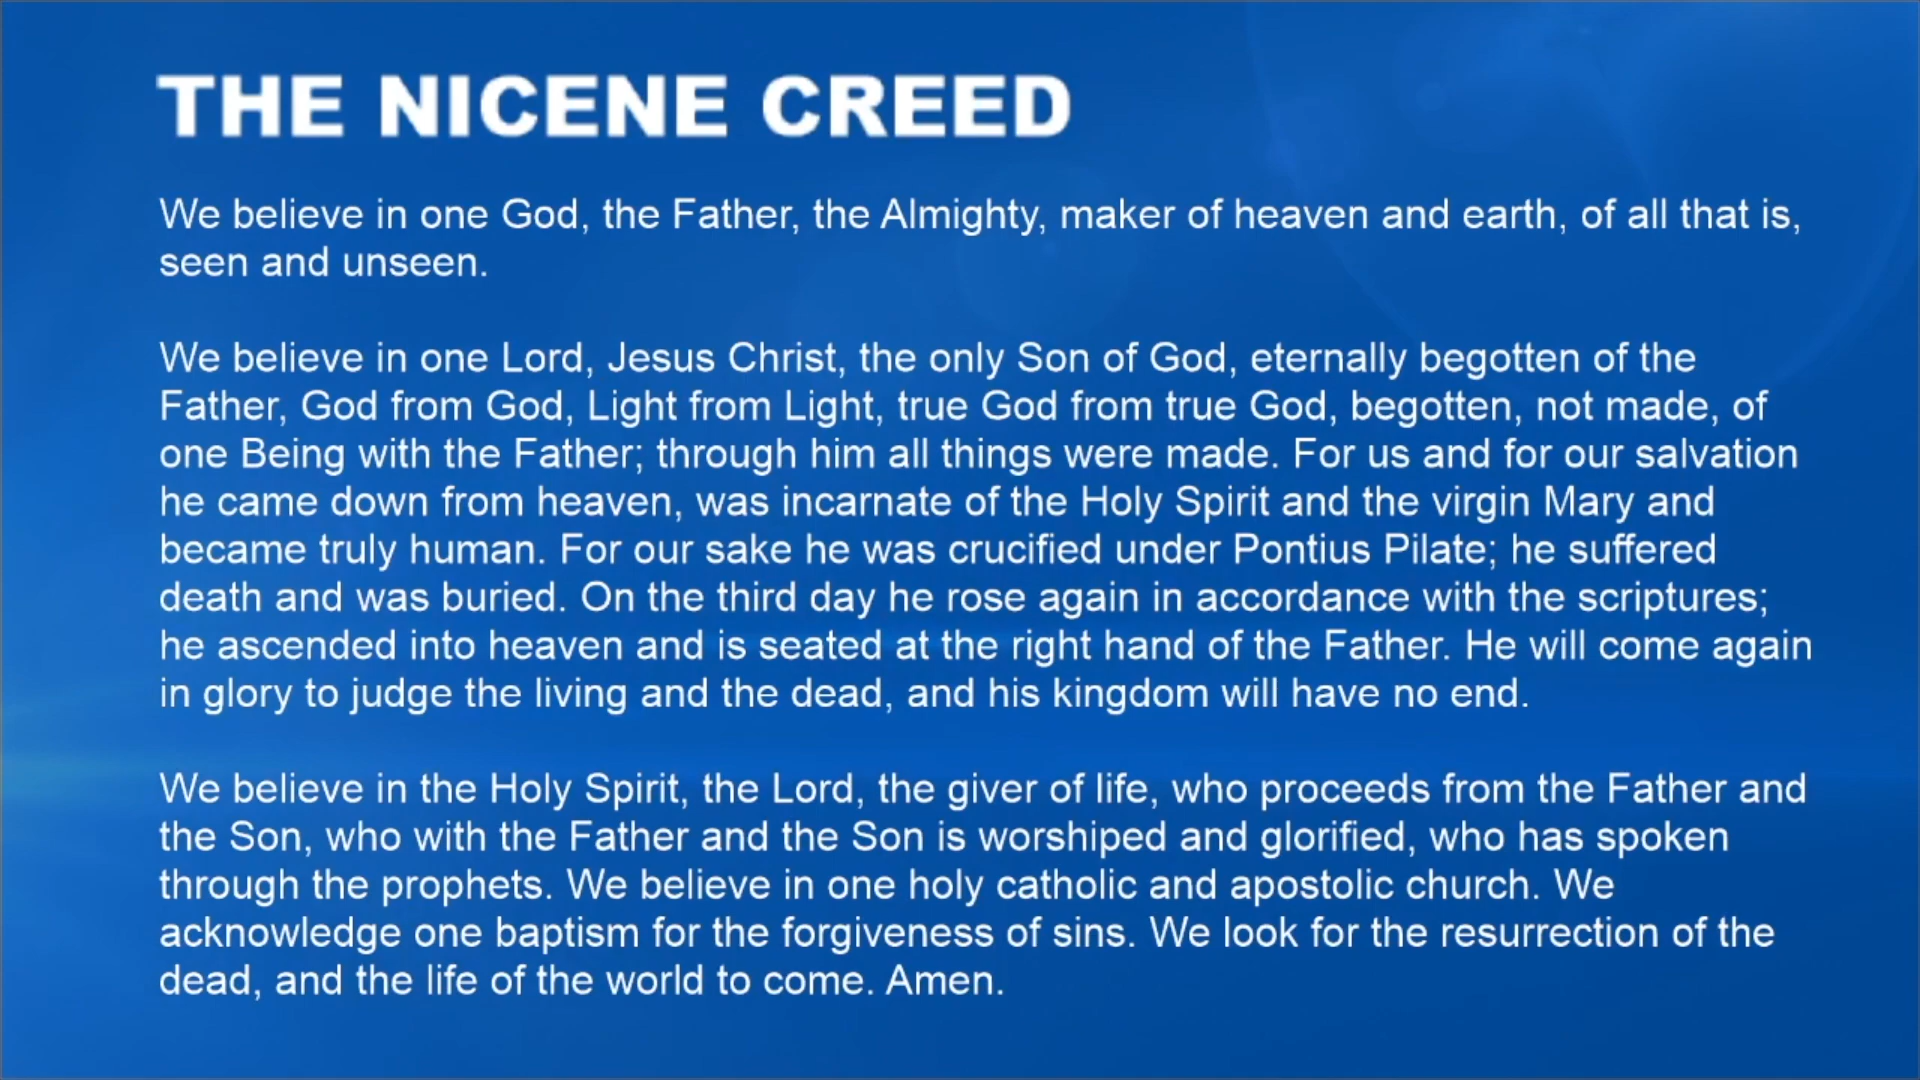 THE NICENE CREED
We believe in one God, the Father, the Almighty, maker of heaven and earth, of all that is,
seen and unseen.
We believe in one Lord, Jesus Christ, the only Son of God, eternally begotten of the
Father, God from God, Light from Light, true God from true God, begotten, not made, of
one Being with the Father; through him all things were made. For us and for our salvation
he came down from heaven, was incarnate of the Holy Spirit and the virgin Mary and
became truly human. For our sake he was crucified under Pontius Pilate; he suffered
death and was buried. On the third day he rose again in accordance with the scriptures;
he ascended into heaven and is seated at the right hand of the Father. He will come again
in glory to judge the living and the dead, and his kingdom will have no end.
We believe in the Holy Spirit, the Lord, the giver of life, who proceeds from the Father and
the Son, who with the Father and the Son is worshiped and glorified, who has spoken
through the prophets. We believe in one holy catholic and apostolic church. We
acknowledge one baptism for the forgiveness of sins. We look for the resurrection of the
dead, and the life of the world to come. Amen.